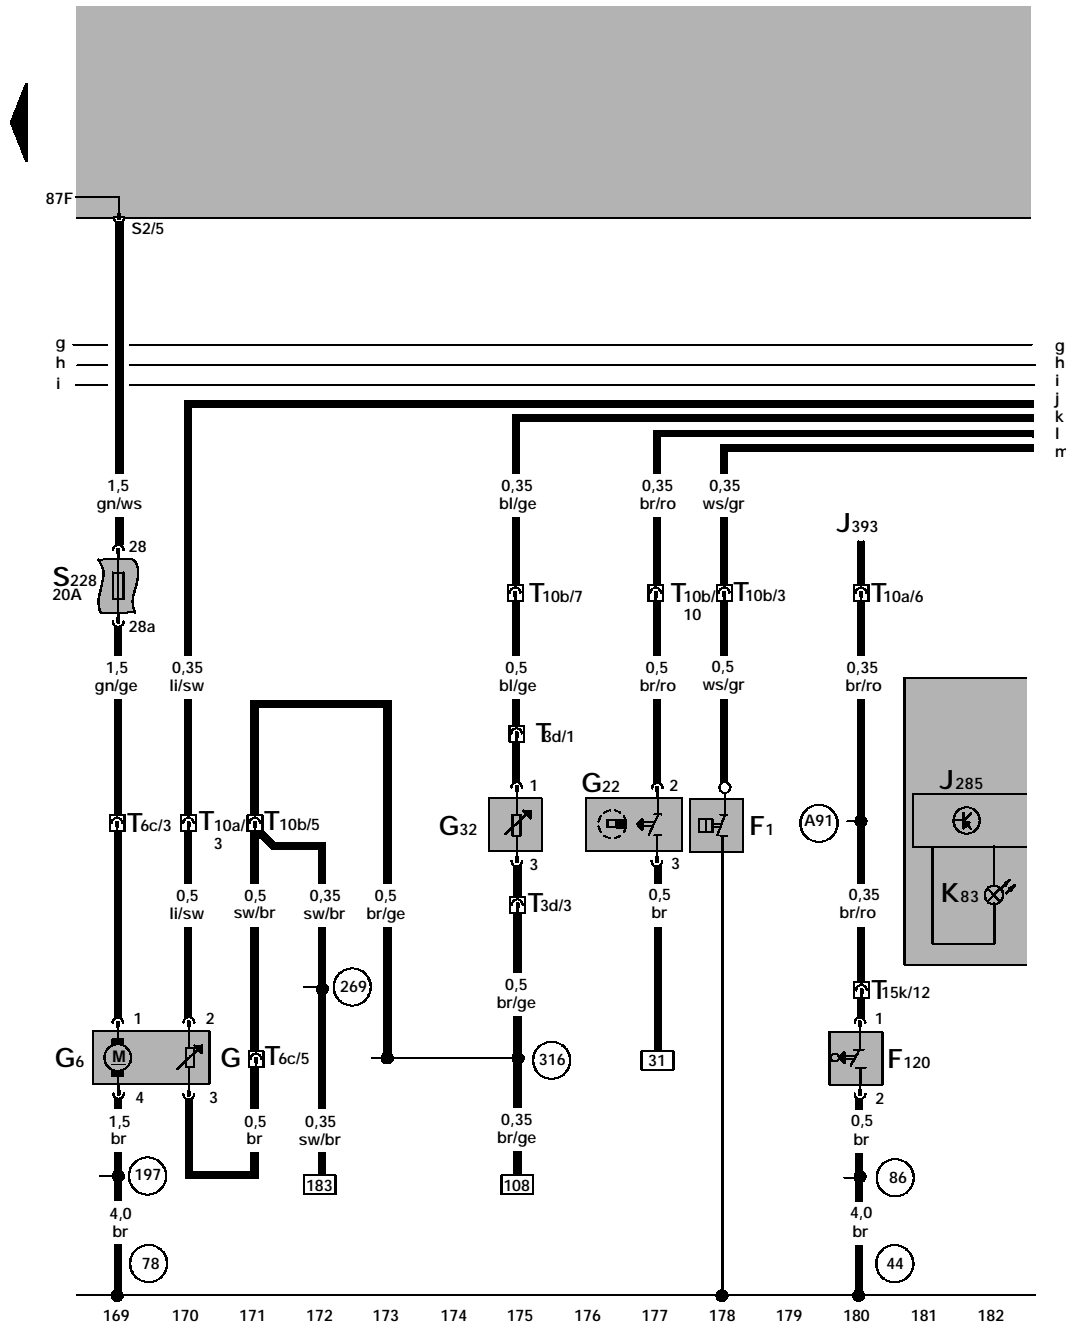 87F
S2/5
g g
h h
i i
j
k
l
m
1,5 0,35 0,35 0,35
gn/ws bl/ge br/ro ws/gr
J393
28
S228
20A
T10b/7 T10b/ T10b/3 T10a/6
10
28a
1,5 0,35 0,5 0,5 0,5 0,35
gn/ge li/sw bl/ge br/ro ws/gr br/ro
T3d/1
J285
1 G22 2
T6c/3 T10a/ T10b/5 G32 F1 A91
3
3 3
K83
0,5 0,5 0,35 0,5 0,5 0,35
li/sw sw/br sw/br br/ge T3d/3 br br/ro
269 0,5 T15k/12
br/ge
1 2 1
G6 M G T6c/5 316 31 F120
4 3 2
1,5 0,5 0,35 0,35 0,5
br br sw/br br/ge br
197 183 108 86
4,0 4,0
br br
78 44
169 170 171 172 173 174 175 176 177 178 179 180 181 182